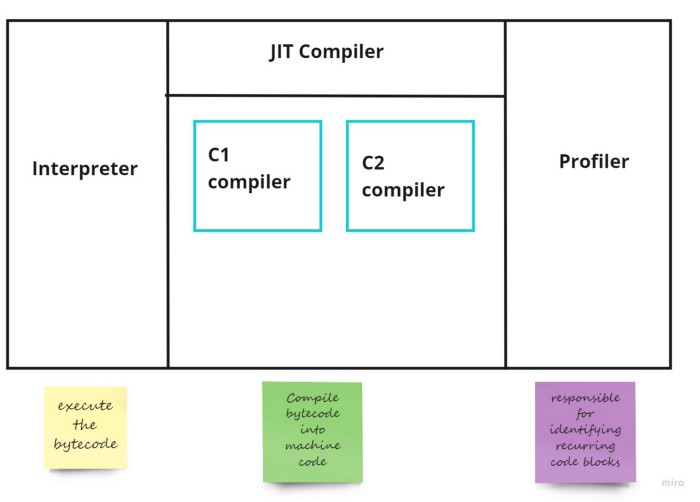 JIT Compiler
Interpreter
C1
compiler
C2
compiler
Profiler
execute
the
bytecode
Compile
bytecode
into
machine
code
responsible
for
identifying
recurring
code blocks
miro